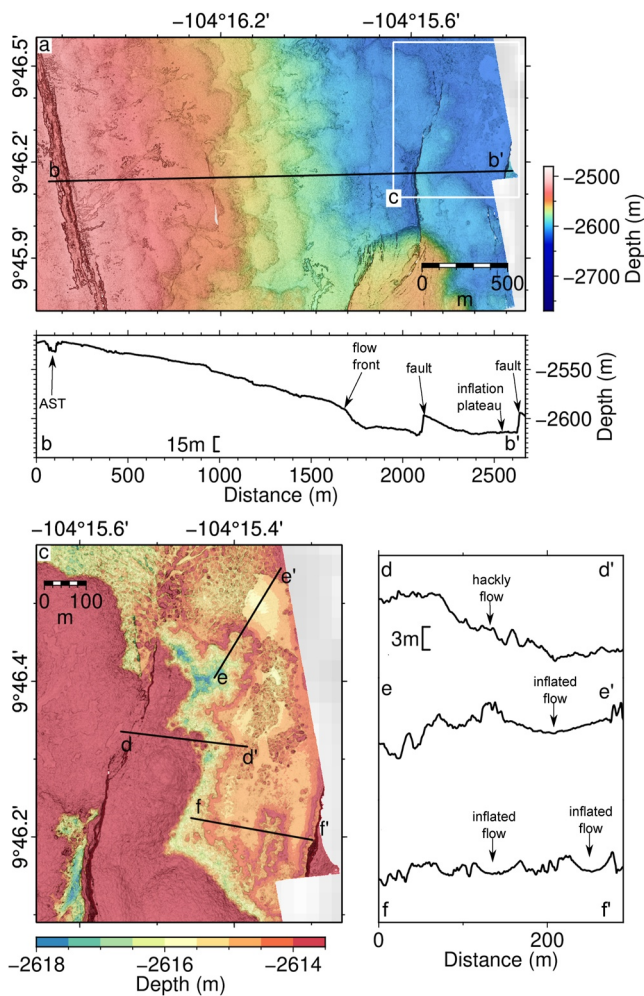 −104°16.2' −104°15.6'
a
9°46.5'
9°46.2'
9°45.9'
b b'
c
0 500
m
−2500
−2600
−2700
Depth (m)
flow
front
fault
fault
inflation
plateau
AST
−2550
−2600
Depth (m)
b 15m b'
0 500 1000 1500 2000 2500
Distance (m)
−104°15.6' −104°15.4'
c
0 100
m
9°46.4'
9°46.2'
e'
e
d d'
f f'
−2618 −2616 −2614
Depth (m)
d d'
hackly
flow
3m
e e'
inflated
flow
inflated
flow
inflated
flow
f f'
0 200
Distance (m)